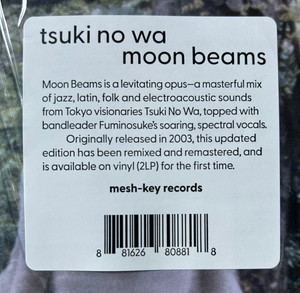 tsuki no wa
moon beams
Moon Beams is a levitating opus—a masterful mix
of jazz, latin, folk and electroacoustic sounds
from Tokyo visionaries Tsuki No Wa, topped with
bandleader Fuminosuke's soaring, spectral vocals.
Originally released in 2003, this updated
edition has been remixed and remastered, and
is available on vinyl (2LP) for the first time.
mesh-key records
8 81626 80881 8